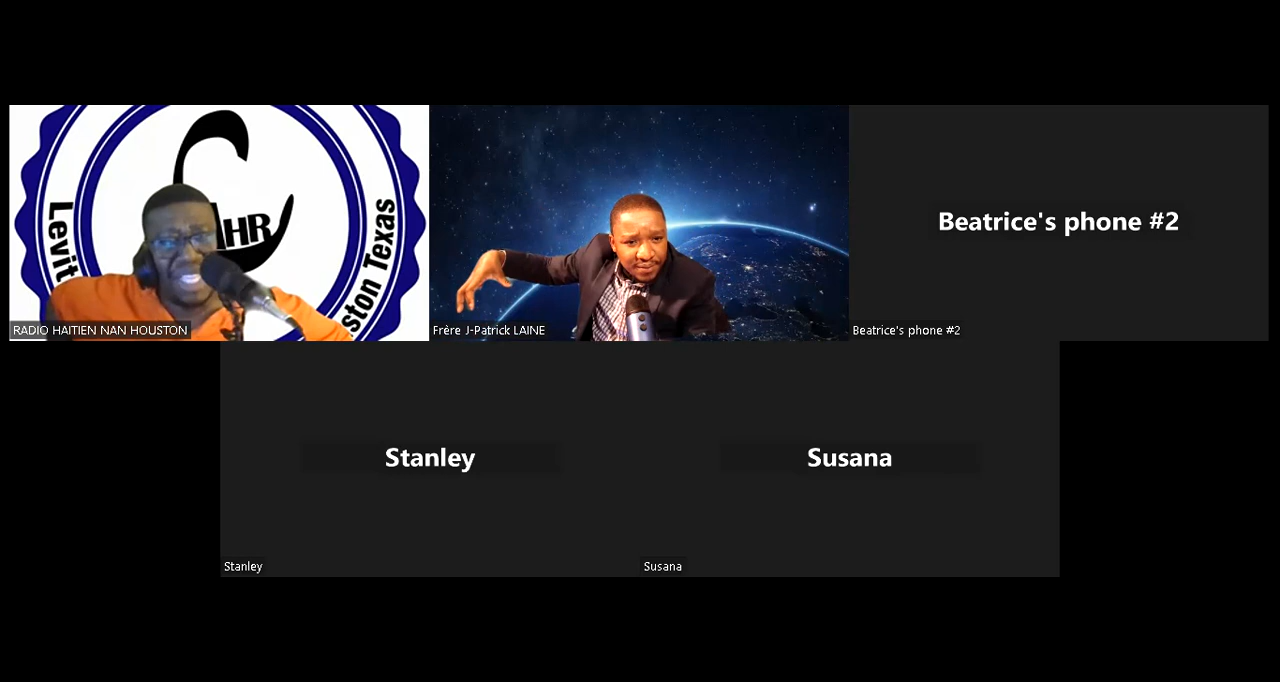 Levit
HR
ston Texas
RADIO HAITIEN NAN HOUSTON
Frère J-Patrick LAINE
Beatrice's phone #2
Beatrice's phone #2
Stanley
Susana
Stanley
Susana